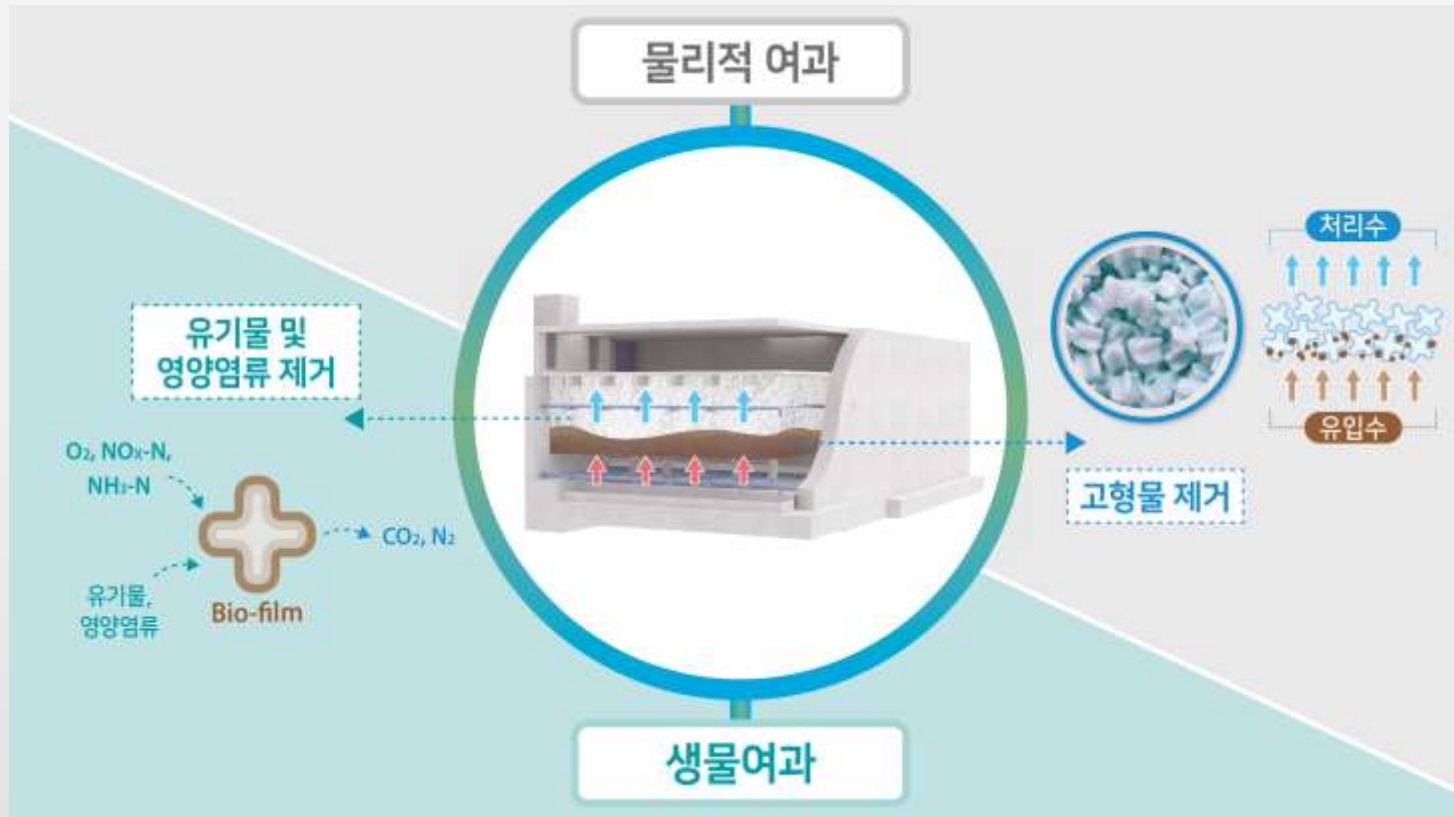 물리적 여과
처리수
유입수
고형물 제거
유기물 및
영양염류 제거
O₂, NOx-N,
NH₃-N
CO₂, N₂
유기물,
영양염류
Bio-film
생물여과